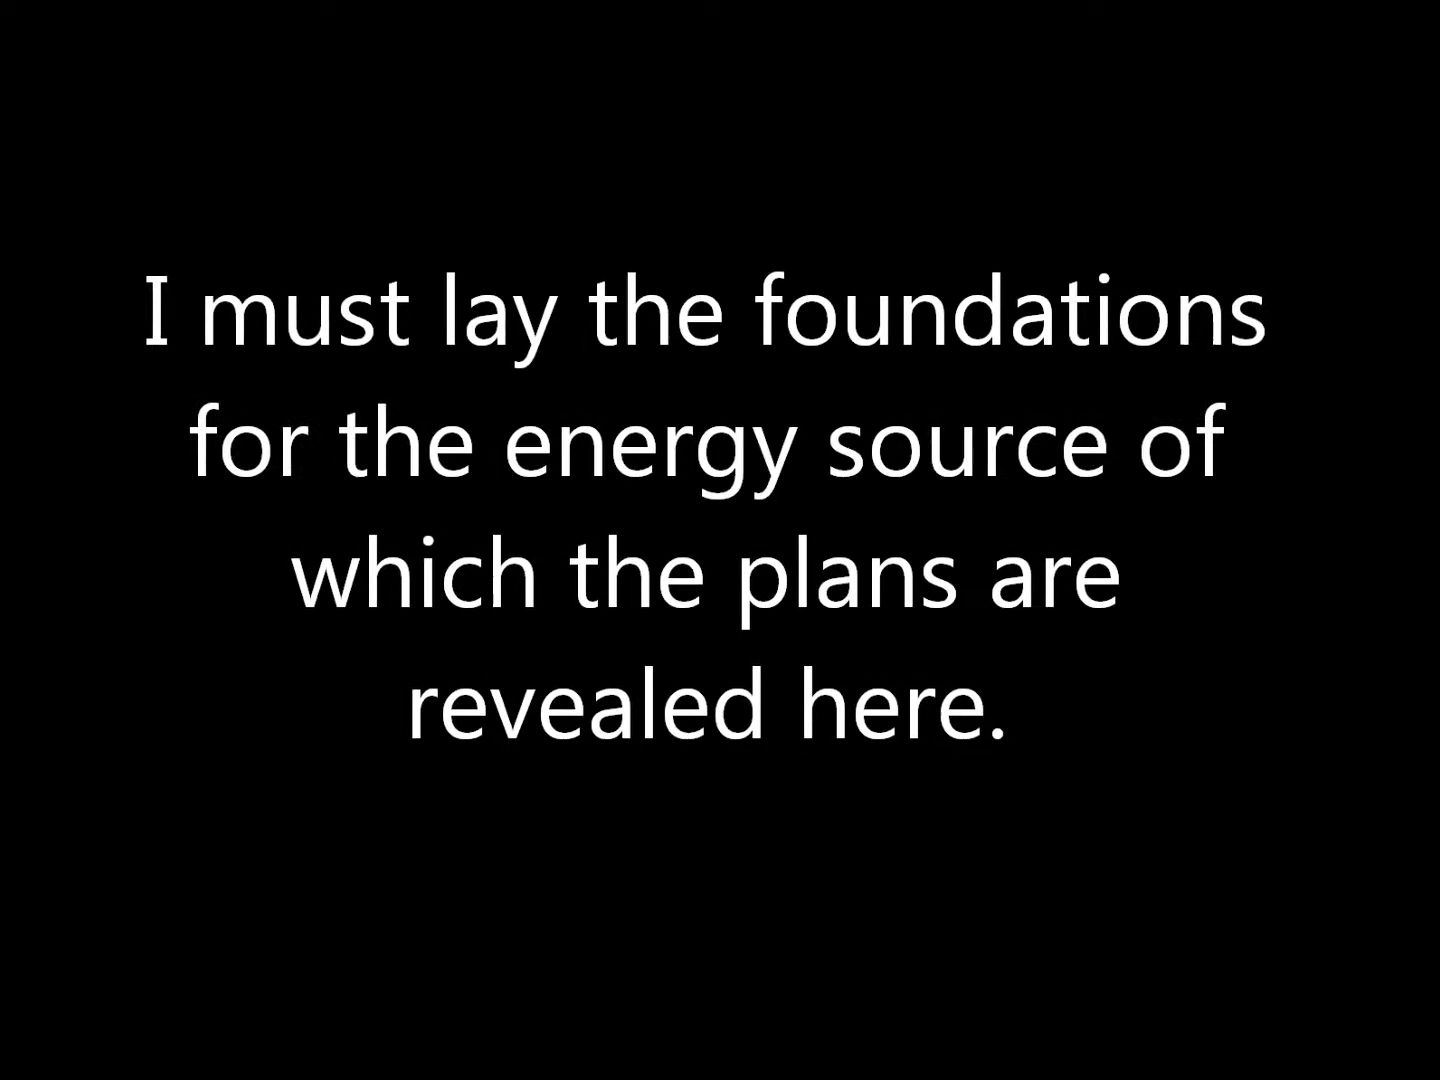 I must lay the foundations
for the energy source of
which the plans are
revealed here.